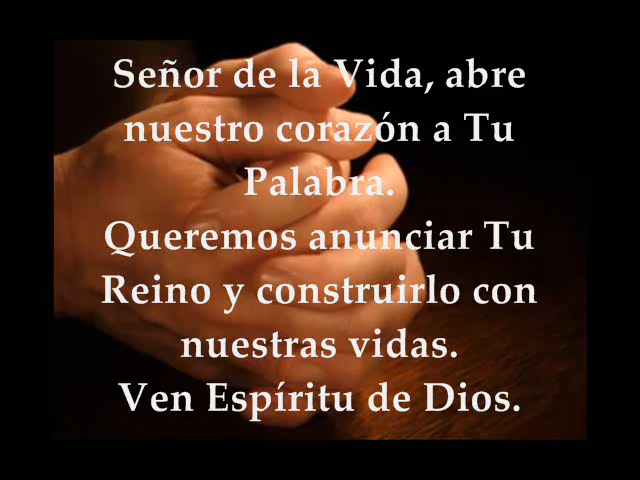 Señor de la Vida, abre
nuestro corazón a Tu
Palabra.
Queremos anunciar Tu
Reino y construirlo con
nuestras vidas.
Ven Espíritu de Dios.